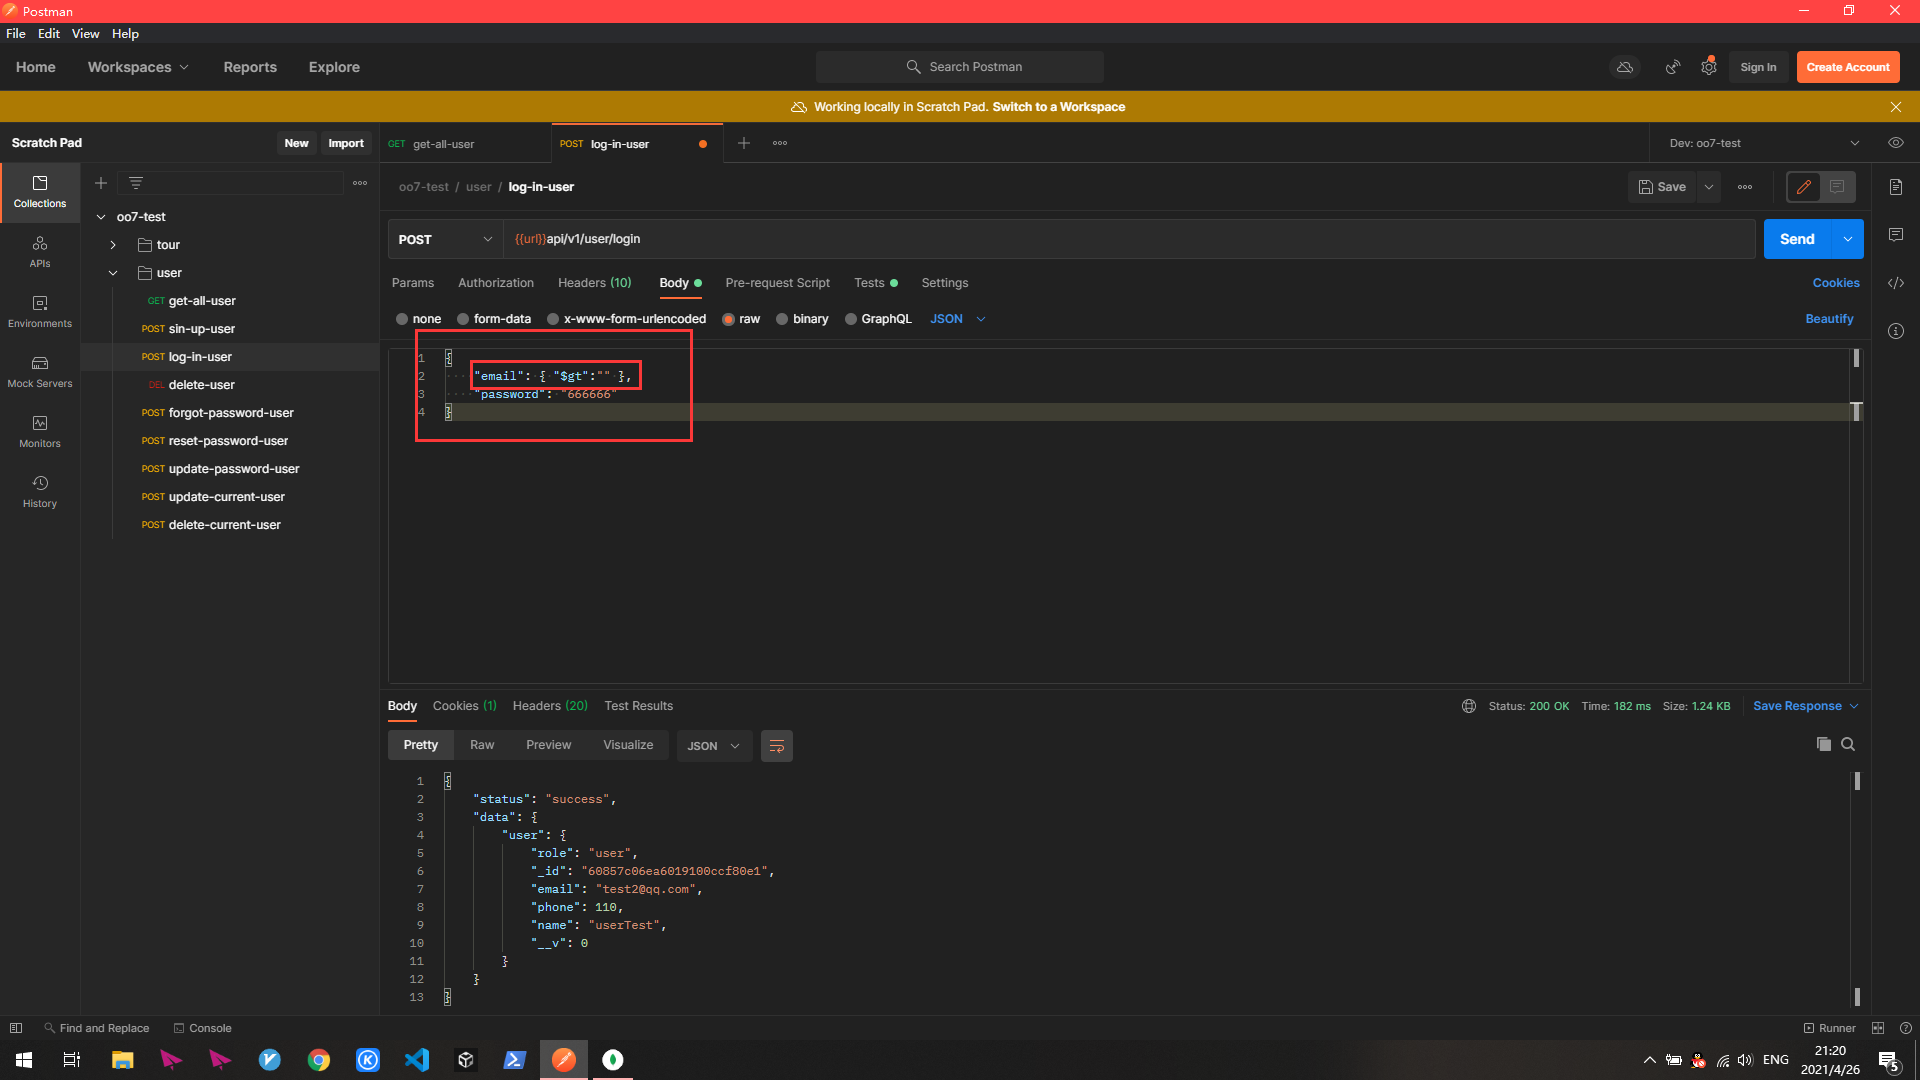 Postman
File Edit View Help
Home Workspaces Reports Explore Search Postman Sign In Create Account
Working locally in Scratch Pad. Switch to a Workspace
Scratch Pad New Import GET get-all-user POST log-in-user Dev: oo7-test
Collections
APIs
Environments
Mock Servers
Monitors
History
oo7-test
tour
user
GET get-all-user
POST sin-up-user
POST log-in-user
DEL delete-user
POST forgot-password-user
POST reset-password-user
POST update-password-user
POST update-current-user
POST delete-current-user
oo7-test / user / log-in-user Save
POST {{url}}api/v1/user/login Send
Params Authorization Headers (10) Body Pre-request Script Tests Settings Cookies
none form-data x-www-form-urlencoded raw binary GraphQL JSON Beautify
1 {
2 "email": { "$gt":"" },
3 "password": "666666"
4 }
Body Cookies (1) Headers (20) Test Results Status: 200 OK Time: 182 ms Size: 1.24 KB Save Response
Pretty Raw Preview Visualize JSON
1 {
2 "status": "success",
3 "data": {
4 "user": {
5 "role": "user",
6 "_id": "60857c06ea6019100ccf80e1",
7 "email": "test2@qq.com",
8 "phone": 110,
9 "name": "userTest",
10 "__v": 0
11 }
12 }
13 }
Find and Replace Console Runner
ENG 21:20
2021/4/26 5